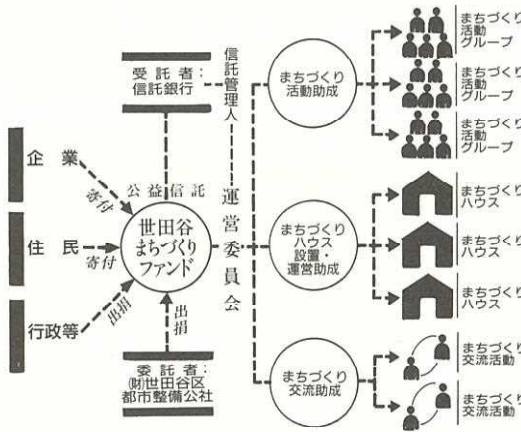 受託者：
信託銀行
信託管理人
公益信託
企業
寄付
住民
寄付
行政等
出捐
世田谷
まちづくり
ファンド
出捐
委託者：
㈶世田谷区
都市整備公社
運営委員会
まちづくり
活動助成
まちづくり
活動
グループ
まちづくり
活動
グループ
まちづくり
活動
グループ
まちづくり
ハウス
設置・
運営助成
まちづくり
ハウス
まちづくり
ハウス
まちづくり
ハウス
まちづくり
交流助成
まちづくり
交流活動
まちづくり
交流活動